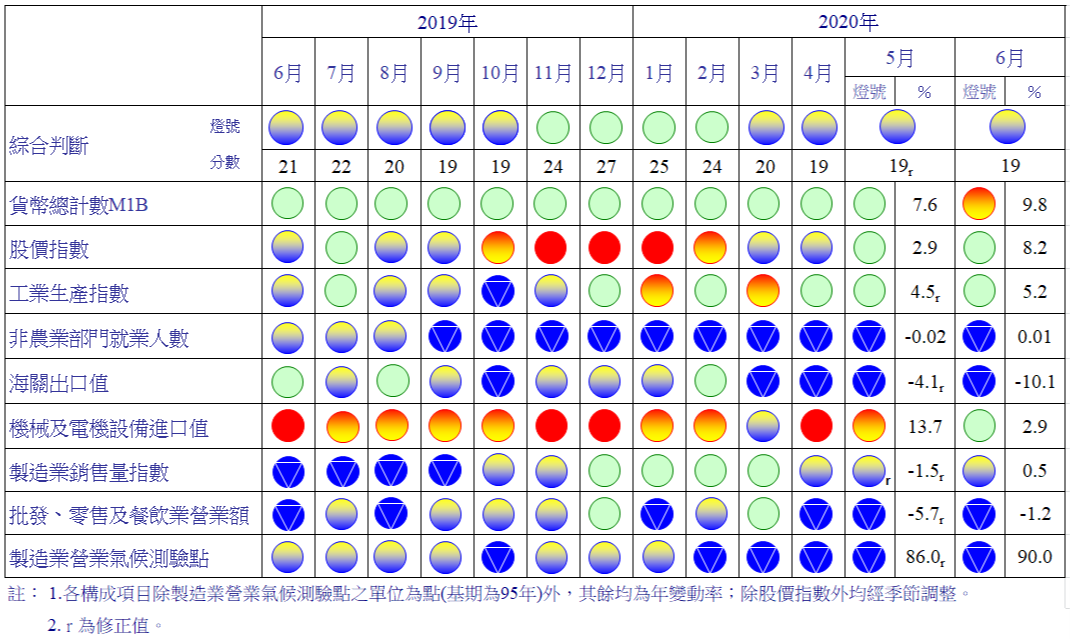 2019年 2020年
6月 7月 8月 9月 10月 11月 12月 1月 2月 3月 4月 5月 6月
燈號 % 燈號 %
綜合判斷 燈號
分數 21 22 20 19 19 24 27 25 24 20 19 19r 19
貨幣總計數M1B 7.6 9.8
股價指數 2.9 8.2
工業生產指數 4.5r 5.2
非農業部門就業人數 -0.02 0.01
海關出口值 -4.1r -10.1
機械及電機設備進口值 13.7 2.9
製造業銷售量指數 r -1.5r 0.5
批發、零售及餐飲業營業額 -5.7r -1.2
製造業營業氣候測驗點 86.0r 90.0
註： 1.各構成項目除製造業營業氣候測驗點之單位為點(基期為95年)外，其餘均為年變動率；除股價指數外均經季節調整。
2. r 為修正值。